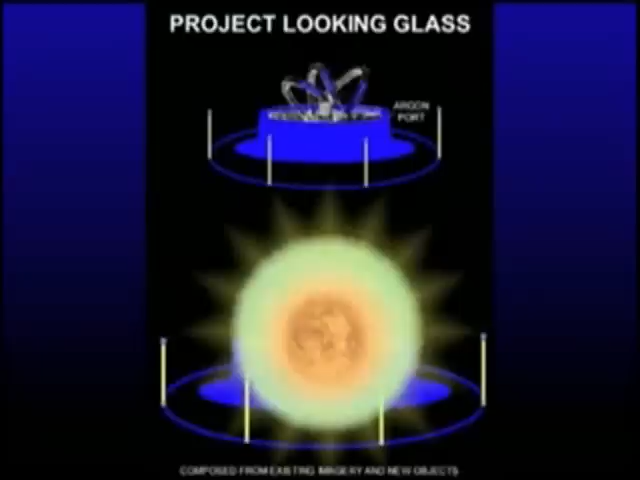 PROJECT LOOKING GLASS
ARGON
PORT
COMPOSED FROM EXISTING IMAGERY AND NEW OBJECTS